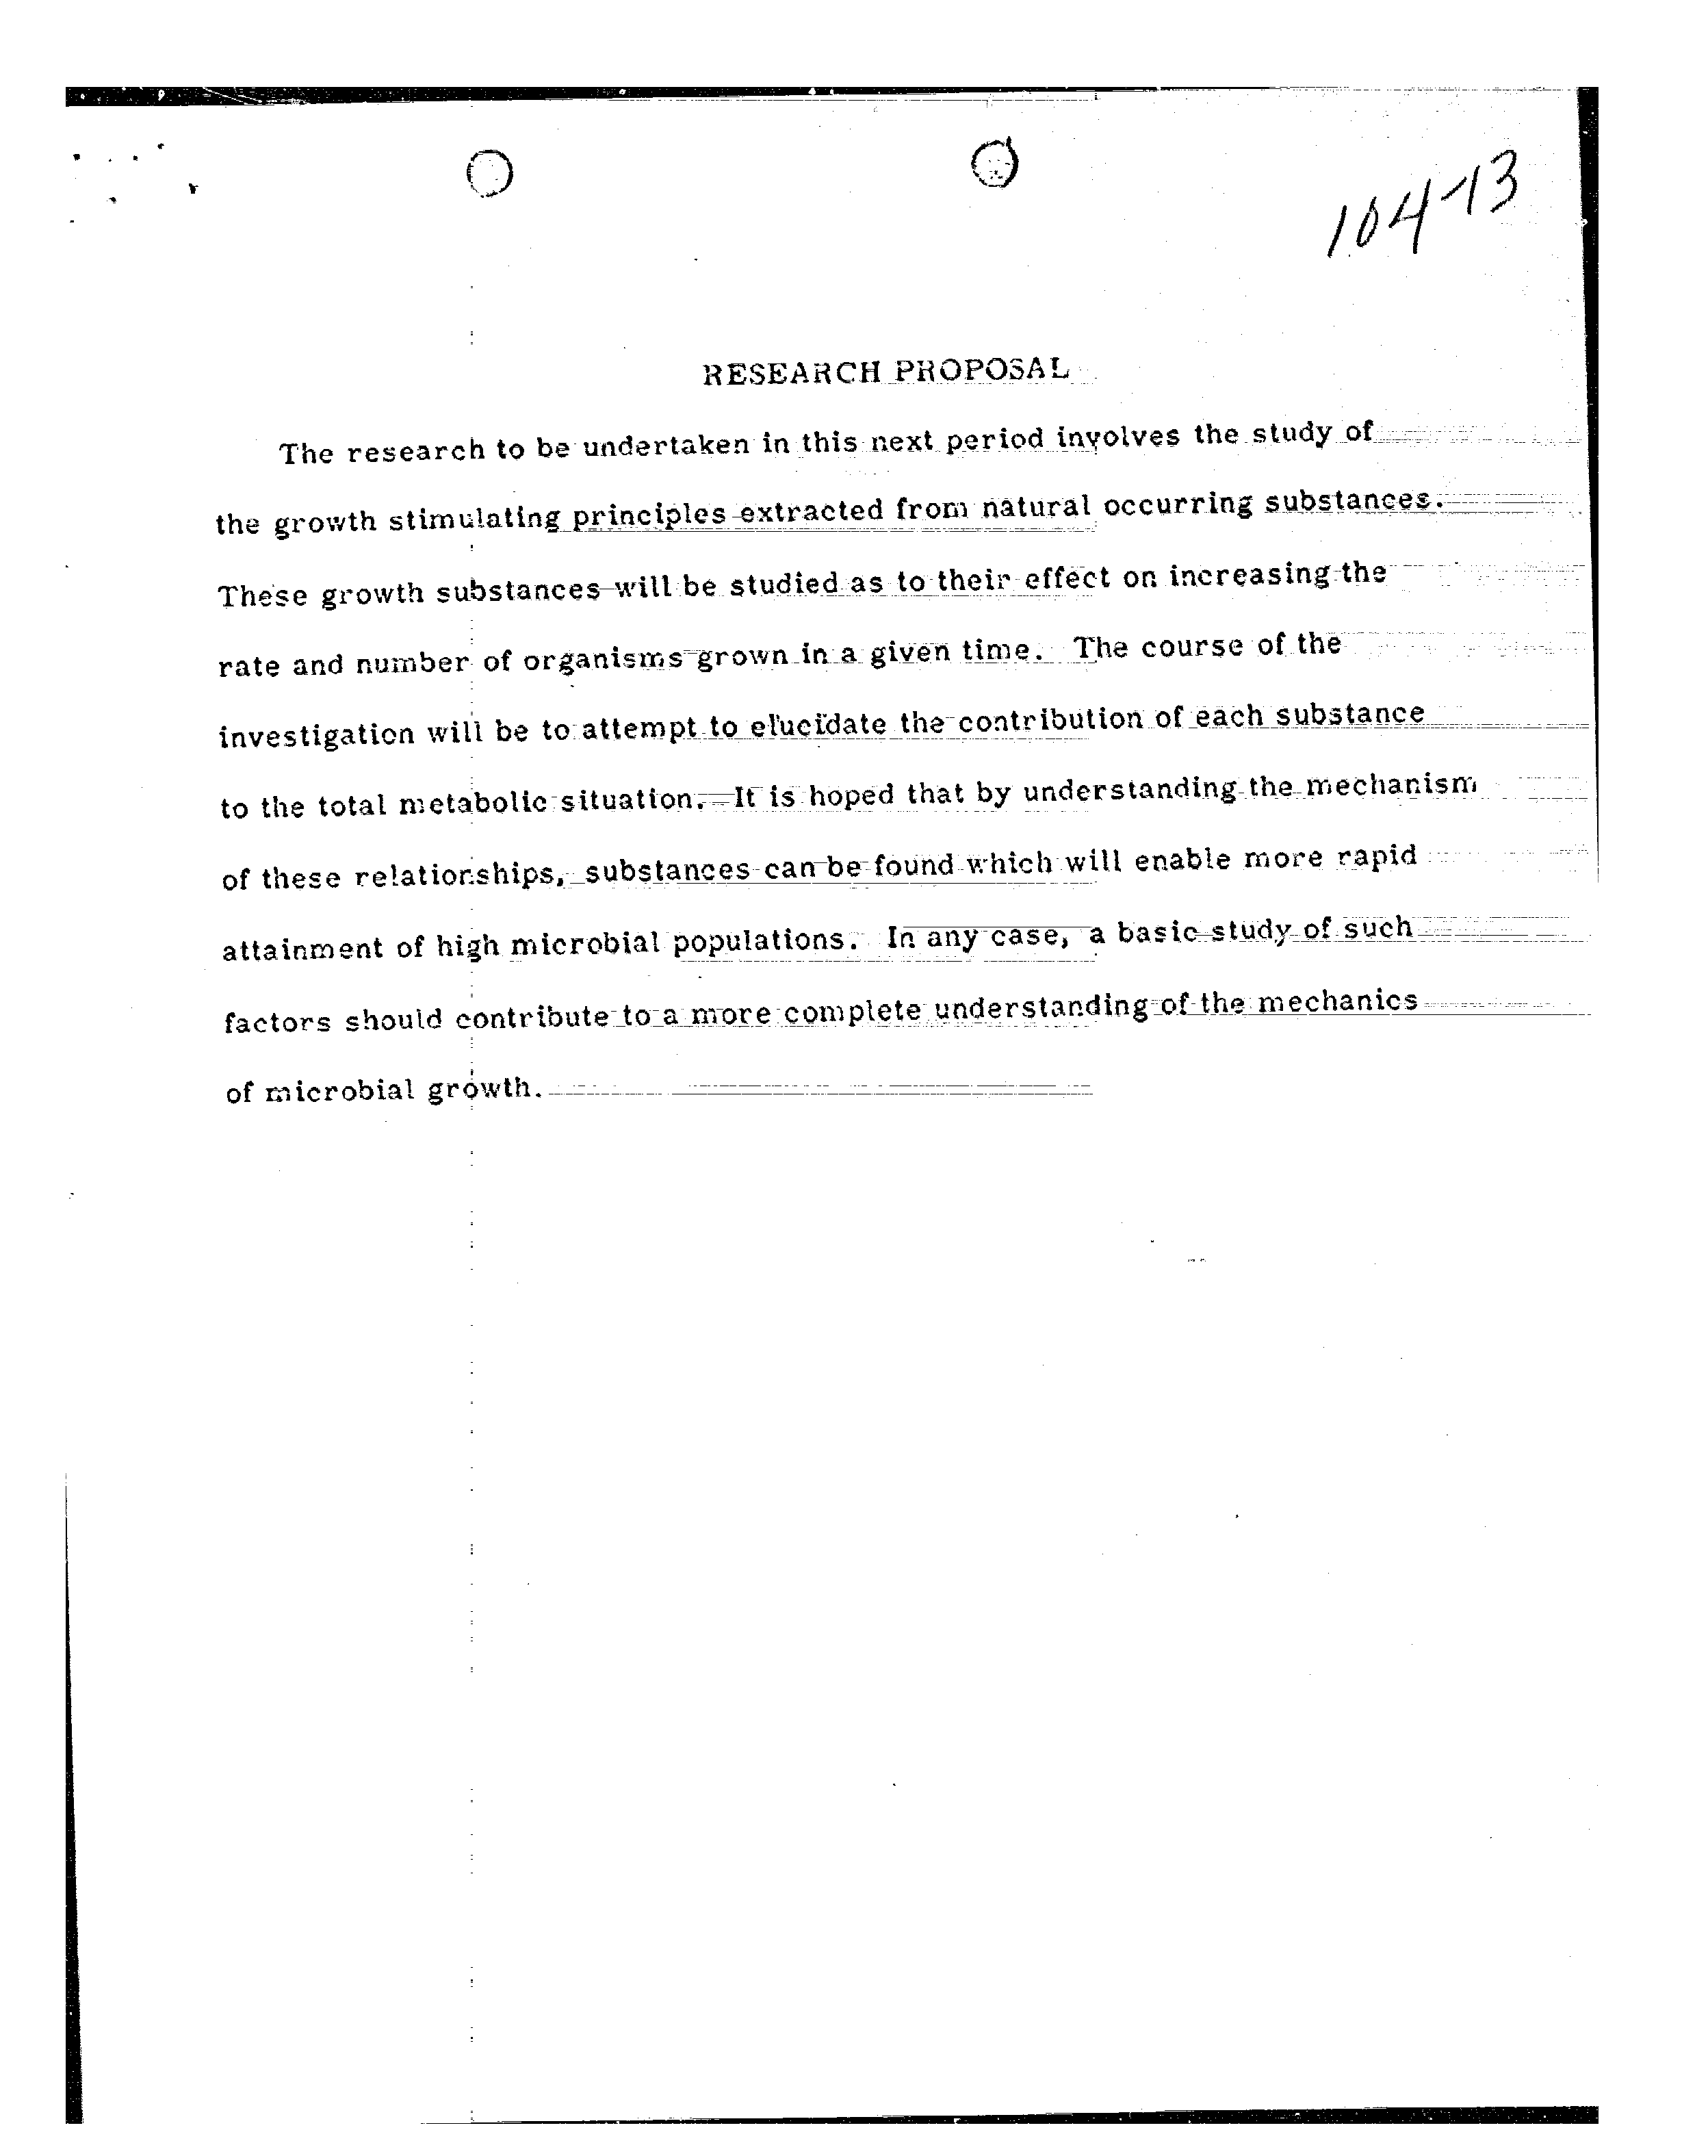 104-13
RESEARCH PROPOSAL
The research to be undertaken in this next period involves the study of
the growth stimulating principles extracted from natural occurring substances.
These growth substances will be studied as to their effect on increasing the
rate and number of organisms grown in a given time. The course of the
investigation will be to attempt to elucidate the contribution of each substance
to the total metabolic situation. It is hoped that by understanding the mechanism
of these relationships, substances can be found which will enable more rapid
attainment of high microbial populations. In any case, a basic study of such
factors should contribute to a more complete understanding of the mechanics
of microbial growth.